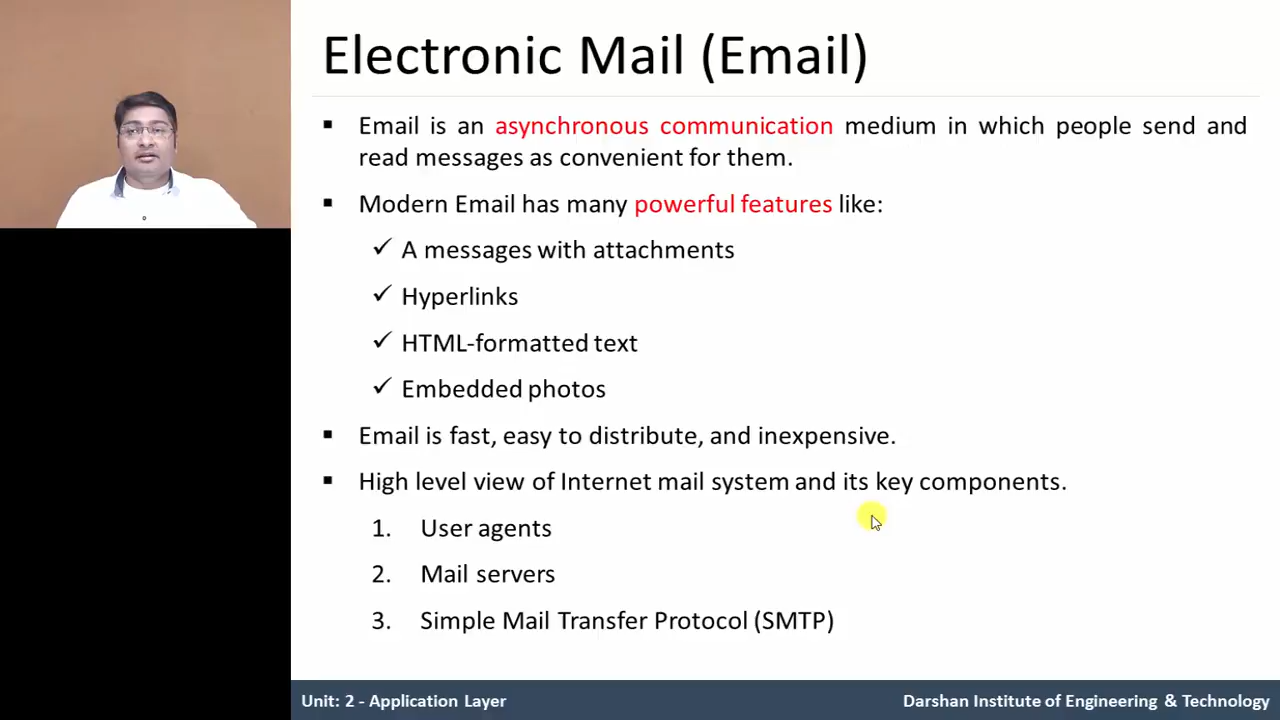 Electronic Mail (Email)
▪ Email is an asynchronous communication medium in which people send and
read messages as convenient for them.
▪ Modern Email has many powerful features like:
✓ A messages with attachments
✓ Hyperlinks
✓ HTML-formatted text
✓ Embedded photos
▪ Email is fast, easy to distribute, and inexpensive.
▪ High level view of Internet mail system and its key components.
1. User agents
2. Mail servers
3. Simple Mail Transfer Protocol (SMTP)
Unit: 2 - Application Layer
Darshan Institute of Engineering & Technology